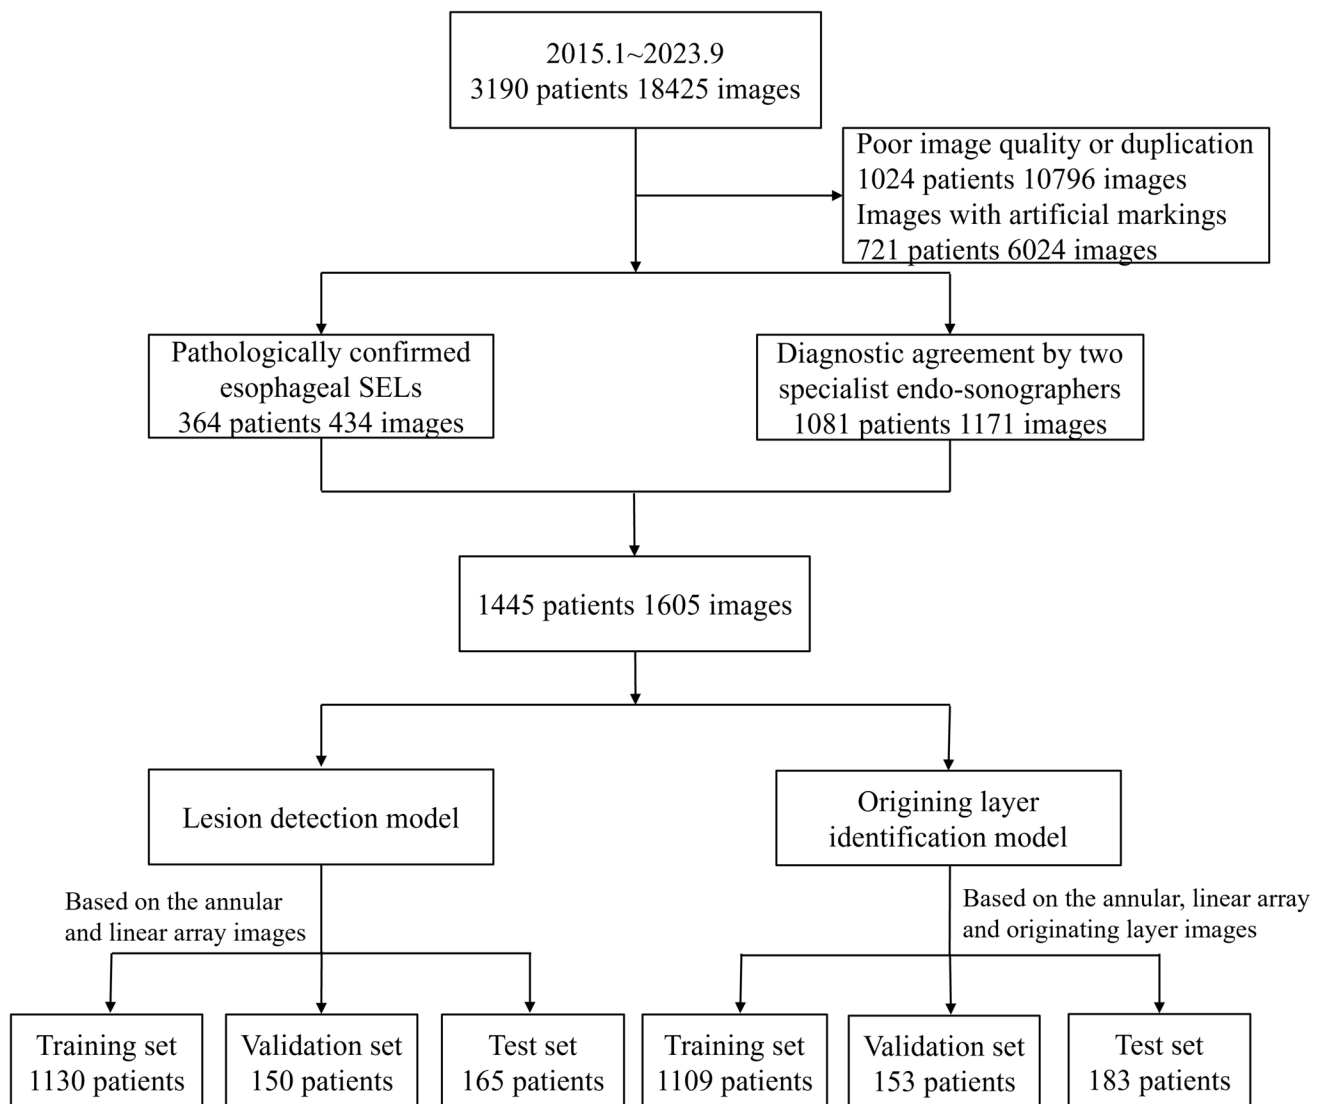 2015.1~2023.9
3190 patients 18425 images
Poor image quality or duplication
1024 patients 10796 images
Images with artificial markings
721 patients 6024 images
Pathologically confirmed
esophageal SELs
364 patients 434 images
Diagnostic agreement by two
specialist endo-sonographers
1081 patients 1171 images
1445 patients 1605 images
Lesion detection model
Origining layer
identification model
Based on the annular
and linear array images
Based on the annular, linear array
and originating layer images
Training set
1130 patients
Validation set
150 patients
Test set
165 patients
Training set
1109 patients
Validation set
153 patients
Test set
183 patients